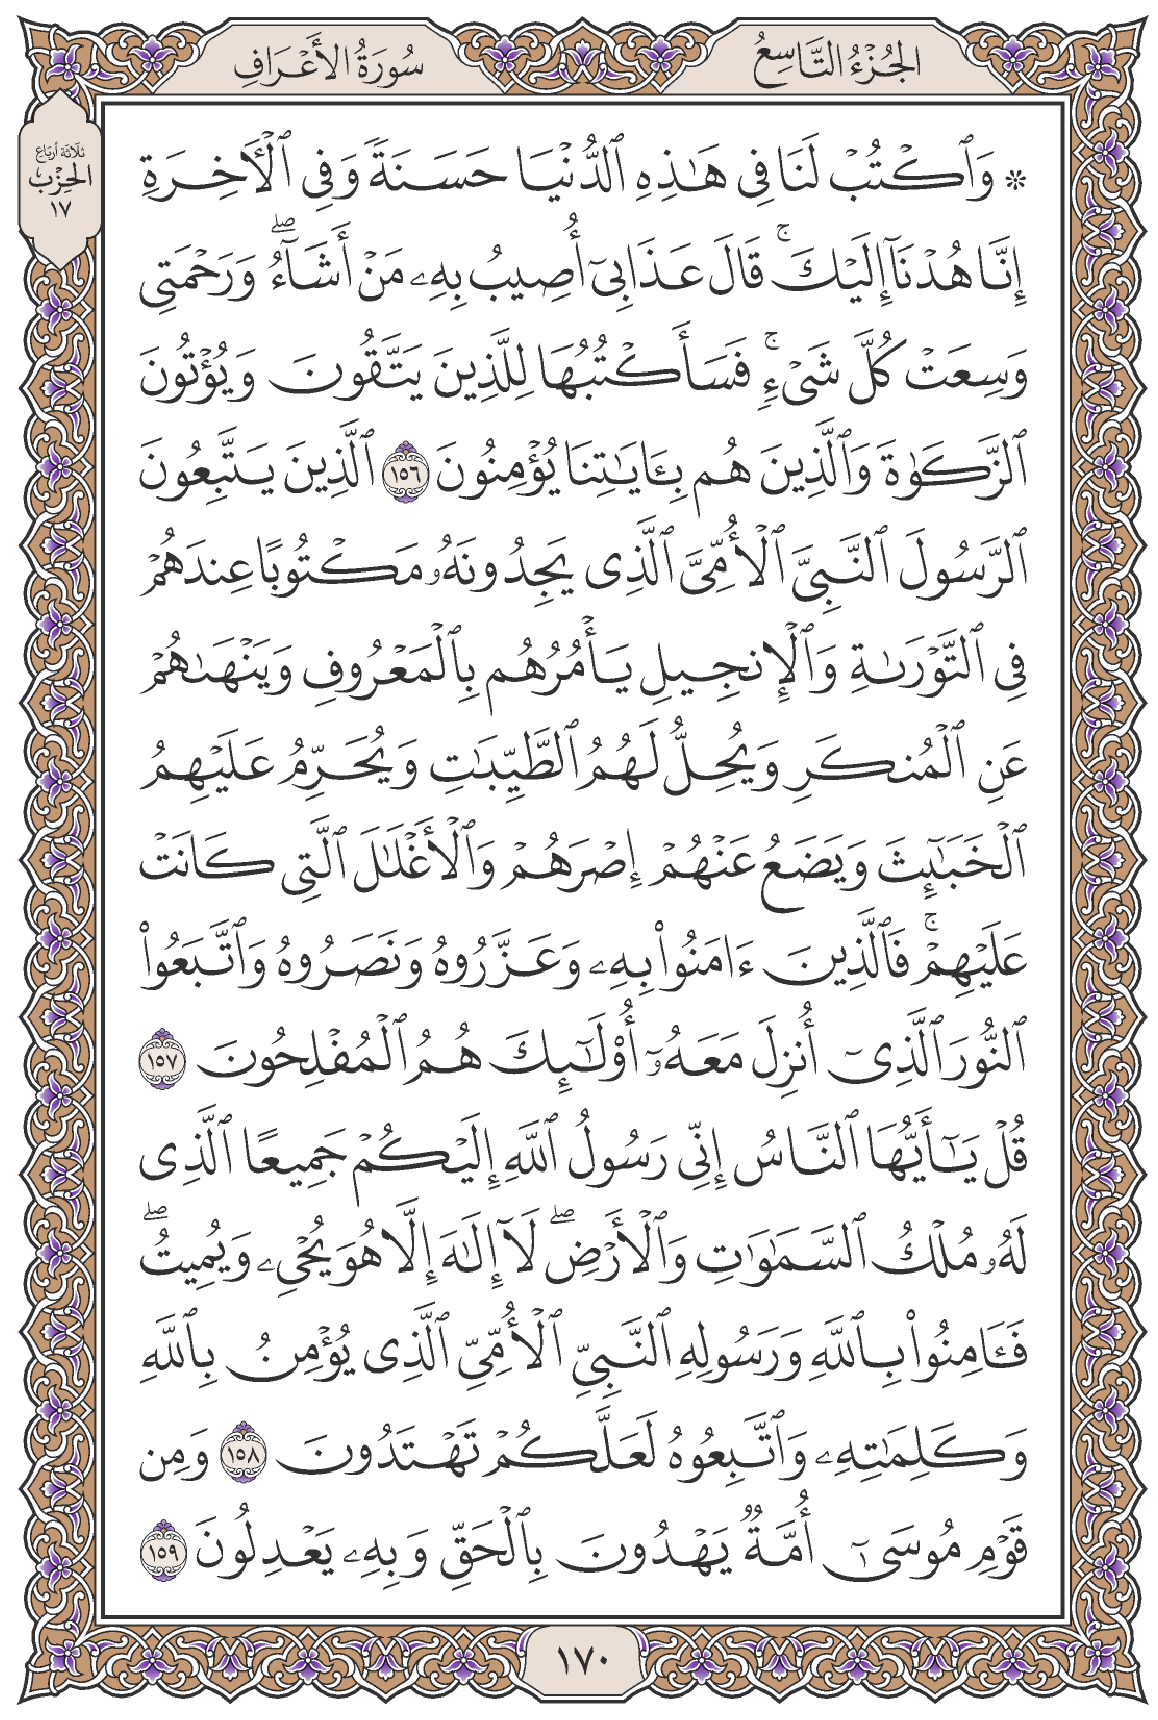 الجُزْءُ التَّاسِعُ
سُورَةُ الأَعْرَافِ
ثلاثة أرباع
الحِزْب
١٧
۞ وَٱكْتُبْ لَنَا فِي هَٰذِهِ ٱلدُّنْيَا حَسَنَةً وَفِي ٱلْأَخِرَةِ
إِنَّا هُدْنَآ إِلَيْكَۚ قَالَ عَذَابِيٓ أُصِيبُ بِهِۦ مَنْ أَشَآءُۖ وَرَحْمَتِي
وَسِعَتْ كُلَّ شَيْءٍۚ فَسَأَكْتُبُهَا لِلَّذِينَ يَتَّقُونَ وَيُؤْتُونَ
ٱلزَّكَوٰةَ وَٱلَّذِينَ هُم بِـَٔايَٰتِنَا يُؤْمِنُونَ ١٥٦ ٱلَّذِينَ يَتَّبِعُونَ
ٱلرَّسُولَ ٱلنَّبِيَّ ٱلْأُمِّيَّ ٱلَّذِي يَجِدُونَهُۥ مَكْتُوبًا عِندَهُمْ
فِي ٱلتَّوْرَىٰةِ وَٱلْإِنجِيلِ يَأْمُرُهُم بِٱلْمَعْرُوفِ وَيَنْهَىٰهُمْ
عَنِ ٱلْمُنكَرِ وَيُحِلُّ لَهُمُ ٱلطَّيِّبَٰتِ وَيُحَرِّمُ عَلَيْهِمُ
ٱلْخَبَٰٓئِثَ وَيَضَعُ عَنْهُمْ إِصْرَهُمْ وَٱلْأَغْلَٰلَ ٱلَّتِي كَانَتْ
عَلَيْهِمْۚ فَٱلَّذِينَ ءَامَنُوا۟ بِهِۦ وَعَزَّرُوهُ وَنَصَرُوهُ وَٱتَّبَعُوا۟
ٱلنُّورَ ٱلَّذِيٓ أُنزِلَ مَعَهُۥٓ أُو۟لَٰٓئِكَ هُمُ ٱلْمُفْلِحُونَ ١٥٧
قُلْ يَٰٓأَيُّهَا ٱلنَّاسُ إِنِّي رَسُولُ ٱللَّهِ إِلَيْكُمْ جَمِيعًا ٱلَّذِي
لَهُۥ مُلْكُ ٱلسَّمَٰوَٰتِ وَٱلْأَرْضِۖ لَآ إِلَٰهَ إِلَّا هُوَ يُحْيِۦ وَيُمِيتُۖ
فَـَٔامِنُوا۟ بِٱللَّهِ وَرَسُولِهِ ٱلنَّبِيِّ ٱلْأُمِّيِّ ٱلَّذِي يُؤْمِنُ بِٱللَّهِ
وَكَلِمَٰتِهِۦ وَٱتَّبِعُوهُ لَعَلَّكُمْ تَهْتَدُونَ ١٥٨ وَمِن
قَوْمِ مُوسَىٰٓ أُمَّةٌ يَهْدُونَ بِٱلْحَقِّ وَبِهِۦ يَعْدِلُونَ ١٥٩
١٧٠